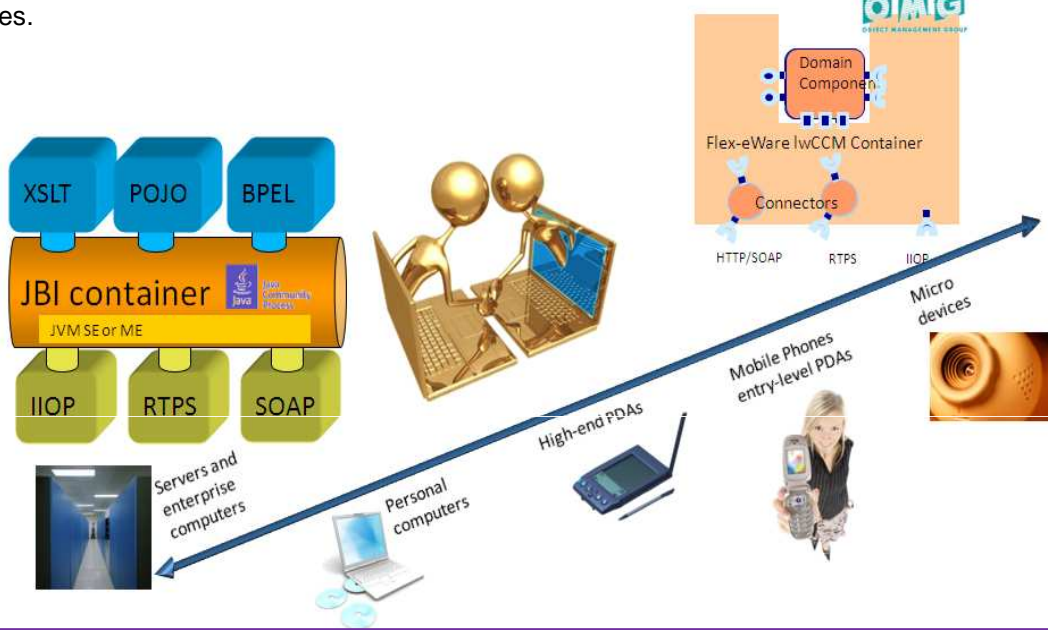 es.
OMG
OBJECT MANAGEMENT GROUP
Domain
Componen
Flex-eWare lwCCM Container
Connectors
HTTP/SOAP
RTPS
IIOP
XSLT
POJO
BPEL
JBI container
Java
Java
Community
Process
JVM SE or ME
IIOP
RTPS
SOAP
Servers and
enterprise
computers
Personal
computers
High-end PDAs
Mobile Phones
entry-level PDAs
Micro
devices